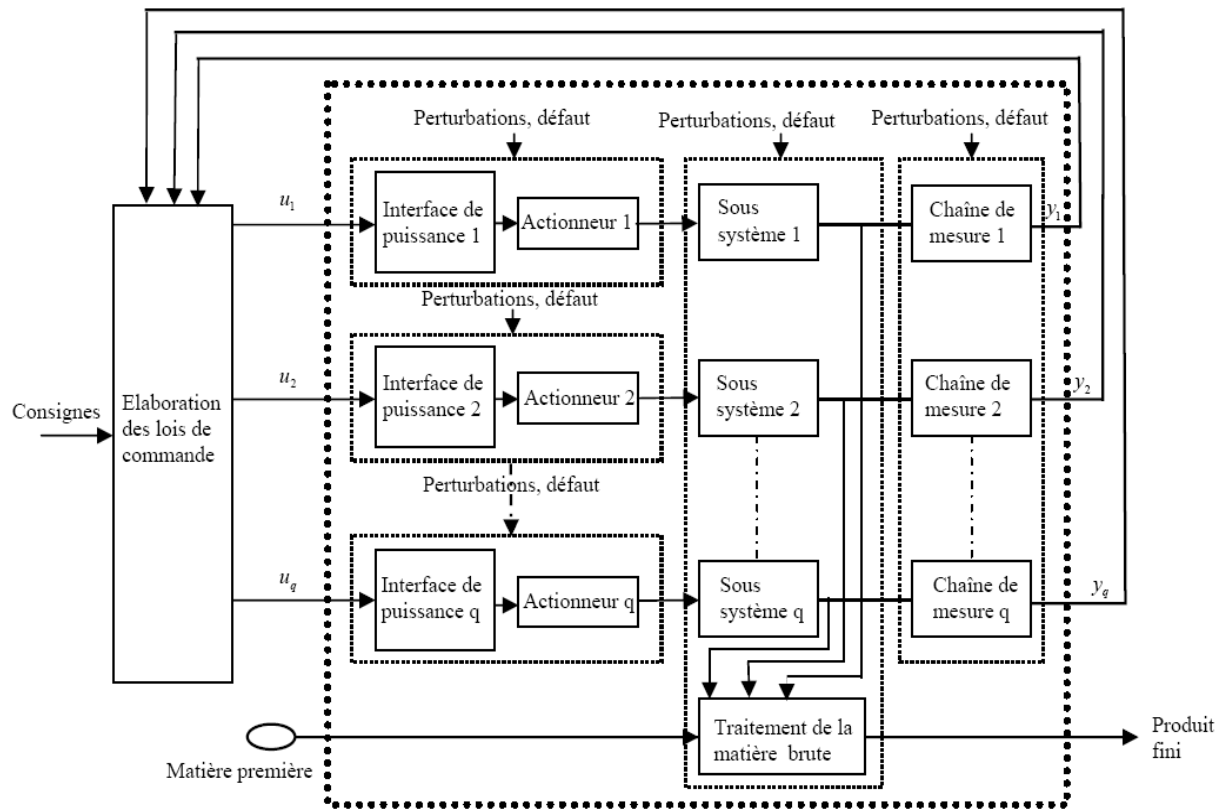 Perturbations, défaut
Perturbations, défaut
Perturbations, défaut
u1
Interface de
puissance 1
Actionneur 1
Sous
système 1
Chaîne de
mesure 1
y1
Perturbations, défaut
Consignes
Elaboration
des lois de
commande
u2
Interface de
puissance 2
Actionneur 2
Sous
système 2
Chaîne de
mesure 2
y2
Perturbations, défaut
uq
Interface de
puissance q
Actionneur q
Sous
système q
Chaîne de
mesure q
yq
Matière première
Traitement de la
matière brute
Produit
fini